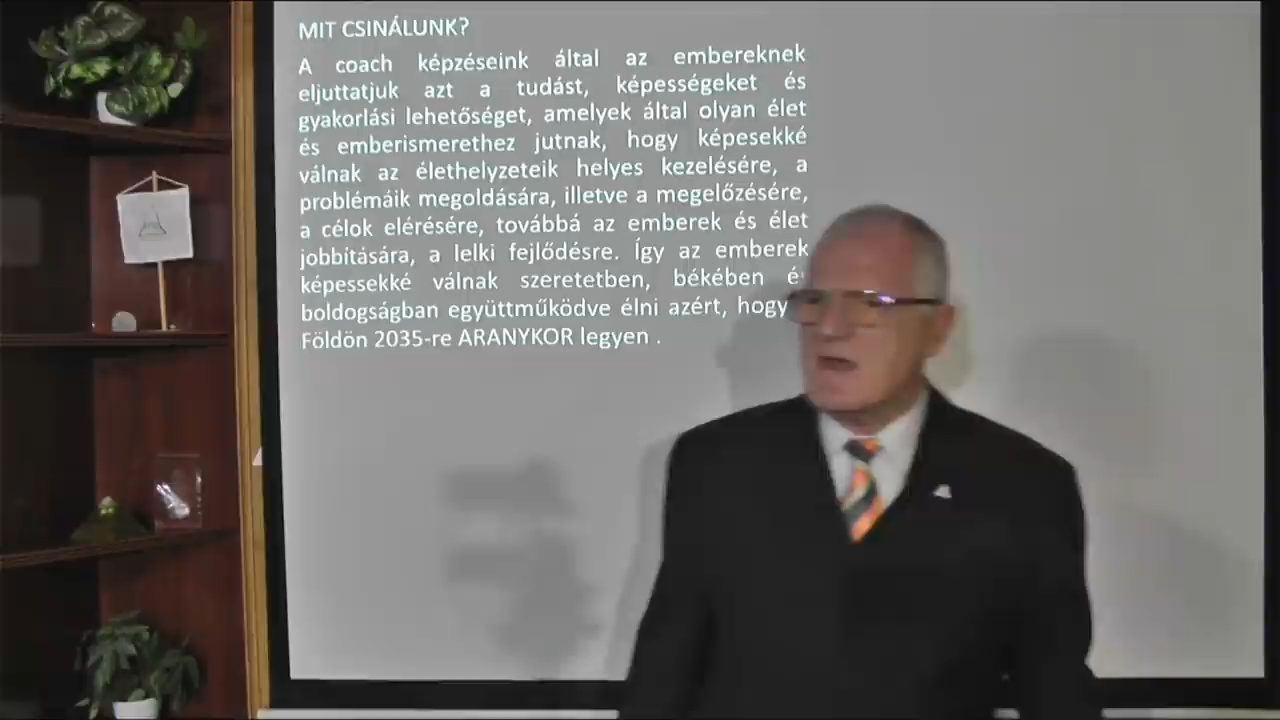 MIT CSINÁLUNK?
A coach képzéseink által az embereknek
eljuttatjuk azt a tudást, képességeket és
gyakorlási lehetőséget, amelyek által olyan élet
és emberismerethez jutnak, hogy képesekké
válnak az élethelyzeteik helyes kezelésére, a
problémáik megoldására, illetve a megelőzésére,
a célok elérésére, továbbá az emberek és élet
jobbítására, a lelki fejlődésre. Így az emberek
képessekké válnak szeretetben, békében
boldogságban együttműködve élni azért, hogy
Földön 2035-re ARANYKOR legyen .